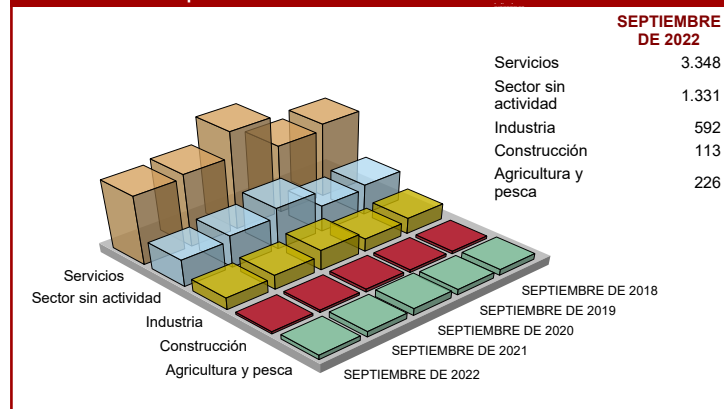 SEPTIEMBRE
DE 2022
Servicios 3.348
Sector sin
actividad 1.331
Industria 592
Construcción 113
Agricultura y
pesca 226
Servicios
Sector sin actividad
Industria
Construcción
Agricultura y pesca
SEPTIEMBRE DE 2018
SEPTIEMBRE DE 2019
SEPTIEMBRE DE 2020
SEPTIEMBRE DE 2021
SEPTIEMBRE DE 2022